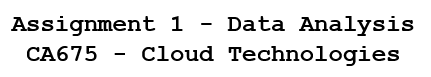 Assignment 1 - Data Analysis
CA675 - Cloud Technologies